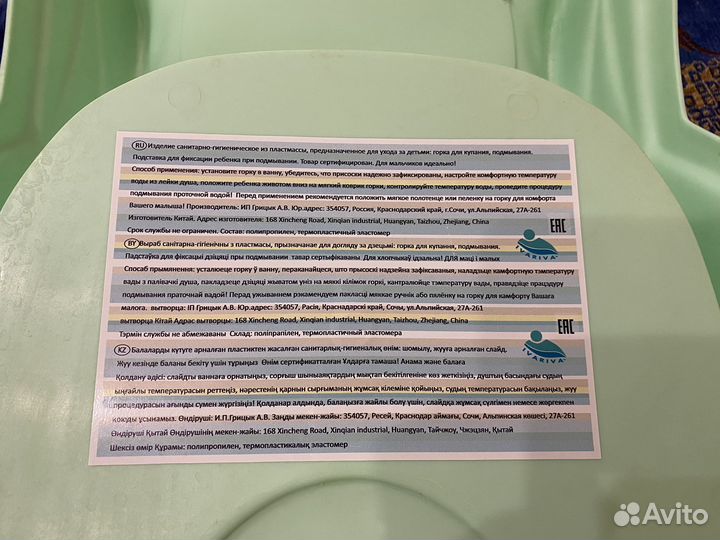 RU Изделие санитарно-гигиеническое из пластмассы, предназначенное для ухода за детьми: горка для купания, подмывания.
Подставка для фиксации ребенка при подмывании. Товар сертифицирован. Для мальчиков идеально!
Способ применения: установите горку в ванну, убедитесь, что присоски надежно зафиксированы, настройте комфортную температуру
воды из лейки душа, положите ребенка животом вниз на мягкий коврик горки, контролируйте температуру воды, проведите процедуру
подмывания проточной водой! Перед применением рекомендуется положить мягкое полотенце или пеленку на горку для комфорта
Вашего малыша! Производитель: ИП Грицык А.В. Юр.адрес: 354057, Россия, Краснодарский край, г.Сочи, ул.Альпийская, 27А-261
Изготовитель Китай. Адрес изготовителя: 168 Xincheng Road, Xinqian industrial, Huangyan, Taizhou, Zhejiang, China
Срок службы не ограничен. Состав: полипропилен, термопластичный эластомер
EAC
IVARIVA
BY Выраб санітарна-гігіенічны з пластмасы, прызначанае для догляду за дзецьмі: горка для купання, подмывания.
Падстаўка для фіксацыі дзіцяці пры подмывании товар сертыфікаваны Для хлопчыкаў ідэальна! ДЛЯ маці і малых
Спосаб прымянення: усталюеце горку ў ванну, пераканайцеся, што прысоскі надзейна зафіксаваныя, наладзьце камфортную тэмпературу
вады з палівачкі душа, пакладзеце дзіцяці жыватом уніз на мяккі кілімок горкі, кантралюйце тэмпературу вады, правядзіце працэдуру
подмывания праточнай вадой! Перад ужываннем рэкамендуем пакласці мяккае ручнік або пялёнку на горку для камфорту Вашага
малога. вытворца: ІП Грицык А.В. Юр.адрас: 354057, Расія, Краснадарскі край, Сочы, ул.Альпийская, 27А-261
вытворца Кітай Адрас вытворцы: 168 Xincheng Road, Xinqian industrial, Huangyan, Taizhou, Zhejiang, China
Тэрмін службы не абмежаваны Склад: поліпрапілен, термопластичный эластомера
EAC
IVARIVA
KZ Балаларды күтуге арналған пластиктен жасалған санитарлық-гигиеналық өнім: шомылу, жууға арналған слайд.
Жуу кезінде баланы бекіту үшін тұрыңыз Өнім сертификатталған Ұлдарға тамаша! Анама және балаға
Қолдану әдісі: слайдты ваннаға орнатыңыз, сорғыш шыныаяқтардың мықтап бекітілгеніне көз жеткізіңіз, душтың басындағы судың
ыңғайлы температурасын реттеңіз, нәрестенің қарнын сырғыманың жұмсақ кілеміне қойыңыз, судың температурасын бақылаңыз, жуу
процедурасын ағынды сумен жүргізіңіз! Қолданар алдында, балаңызға жайлы болу үшін, слайдқа жұмсақ сүлгімен немесе жөргекпен
қоюды ұсынамыз. Өндіруші: И.П.Грицык А.В. Заңды мекен-жайы: 354057, Ресей, Краснодар аймағы, Сочи, Альпинская көшесі, 27А-261
Өндіруші Қытай Өндірушінің мекен-жайы: 168 Xincheng Road, Xinqian industrial, Huangyan, Тайчжоу, Чжэцзян, Қытай
Шексіз өмір Құрамы: полипропилен, термопластикалық эластомер
Avito